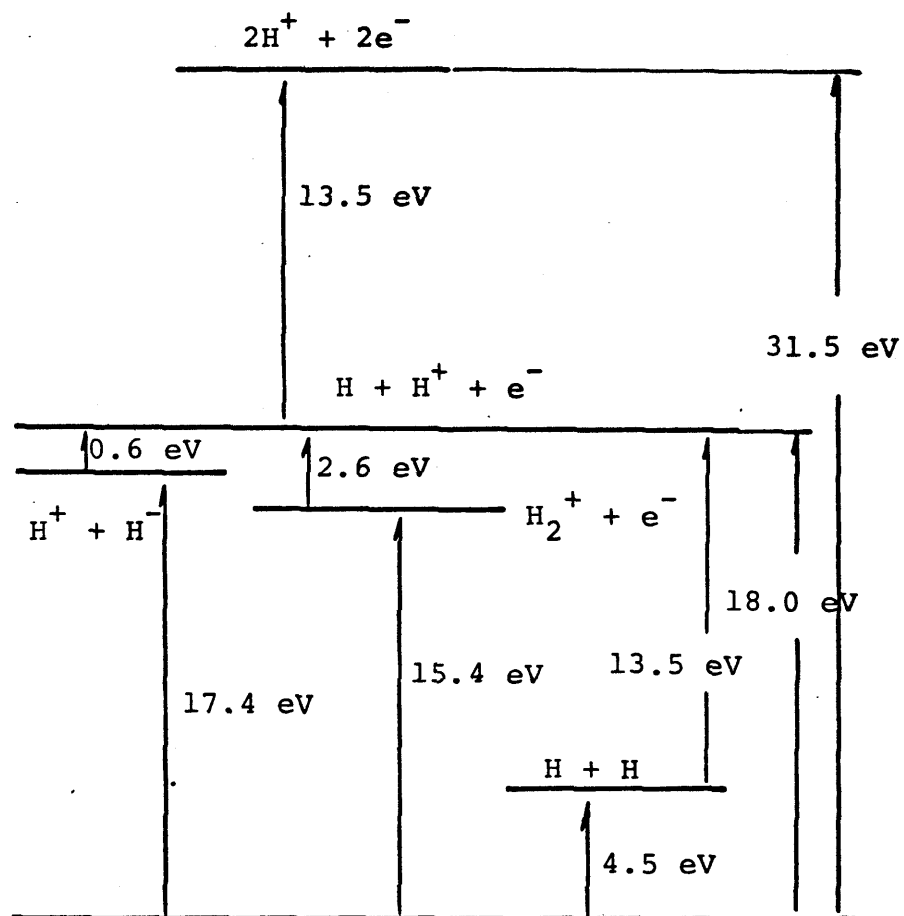 2H⁺ + 2e⁻
13.5 eV
31.5 eV
H + H⁺ + e⁻
0.6 eV
2.6 eV
H⁺ + H⁻
H₂⁺ + e⁻
18.0 eV
13.5 eV
15.4 eV
17.4 eV
H + H
4.5 eV